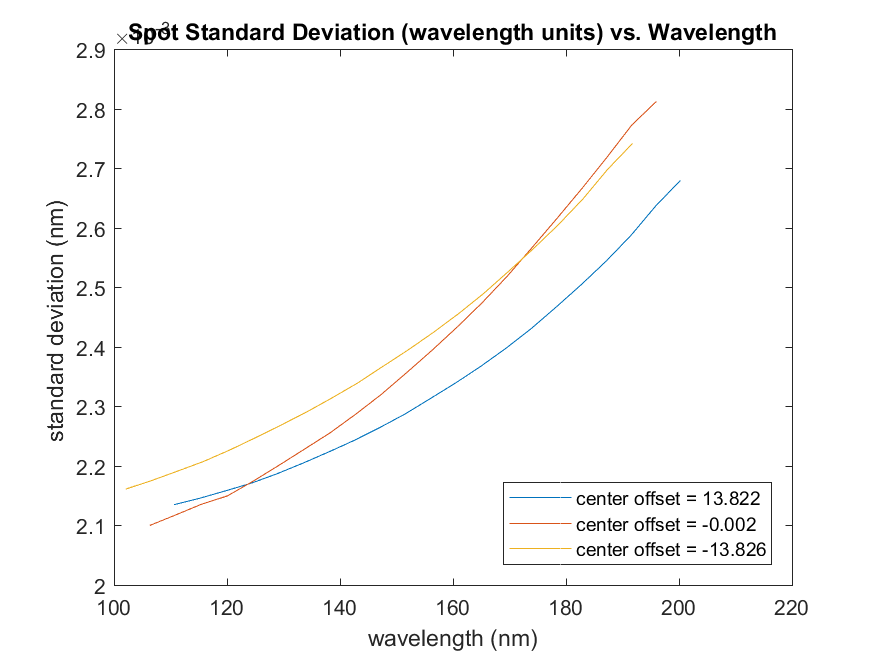 ×10-3
Spot Standard Deviation (wavelength units) vs. Wavelength
2.9
2.8
2.7
2.6
2.5
2.4
2.3
2.2
2.1
2
standard deviation (nm)
center offset = 13.822
center offset = -0.002
center offset = -13.826
100 120 140 160 180 200 220
wavelength (nm)